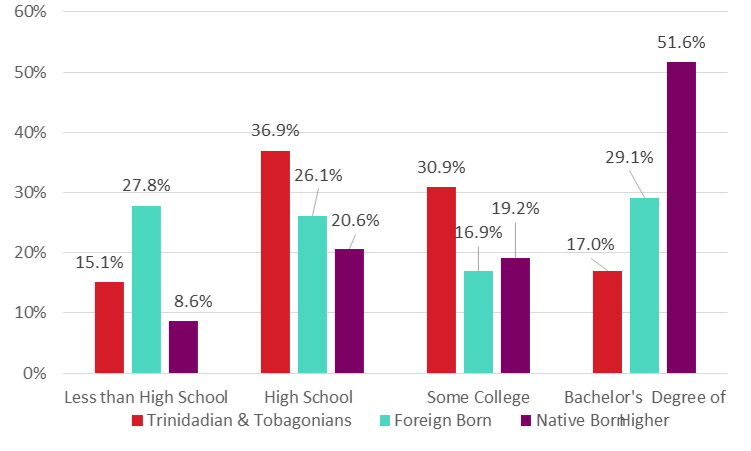 60%
50%
40%
30%
20%
10%
0%
15.1%
27.8%
8.6%
36.9%
26.1%
20.6%
30.9%
16.9%
19.2%
17.0%
29.1%
51.6%
Less than High School
High School
Some College
Bachelor's Degree of
Higher
Trinidadian & Tobagonians
Foreign Born
Native Born